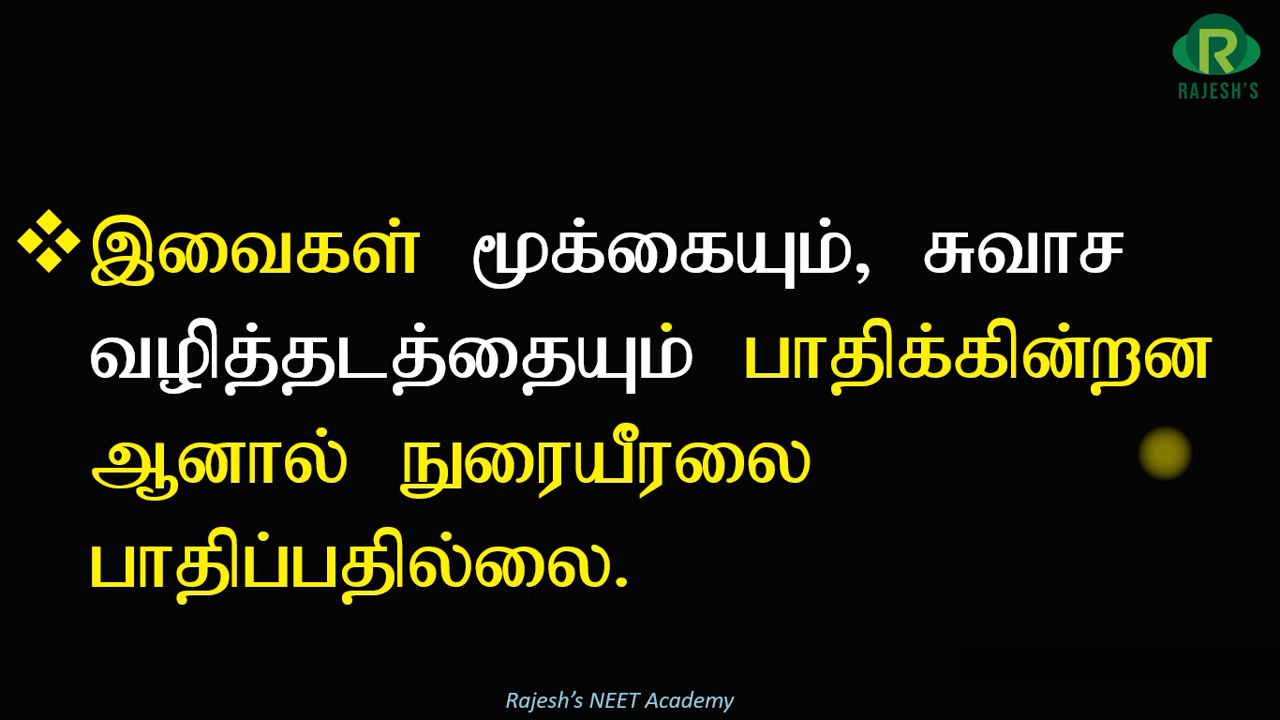 RAJESH'S
❖இவைகள் மூக்கையும், சுவாச
வழித்தடத்தையும் பாதிக்கின்றன
ஆனால் நுரையீரலை
பாதிப்பதில்லை.
Rajesh's NEET Academy